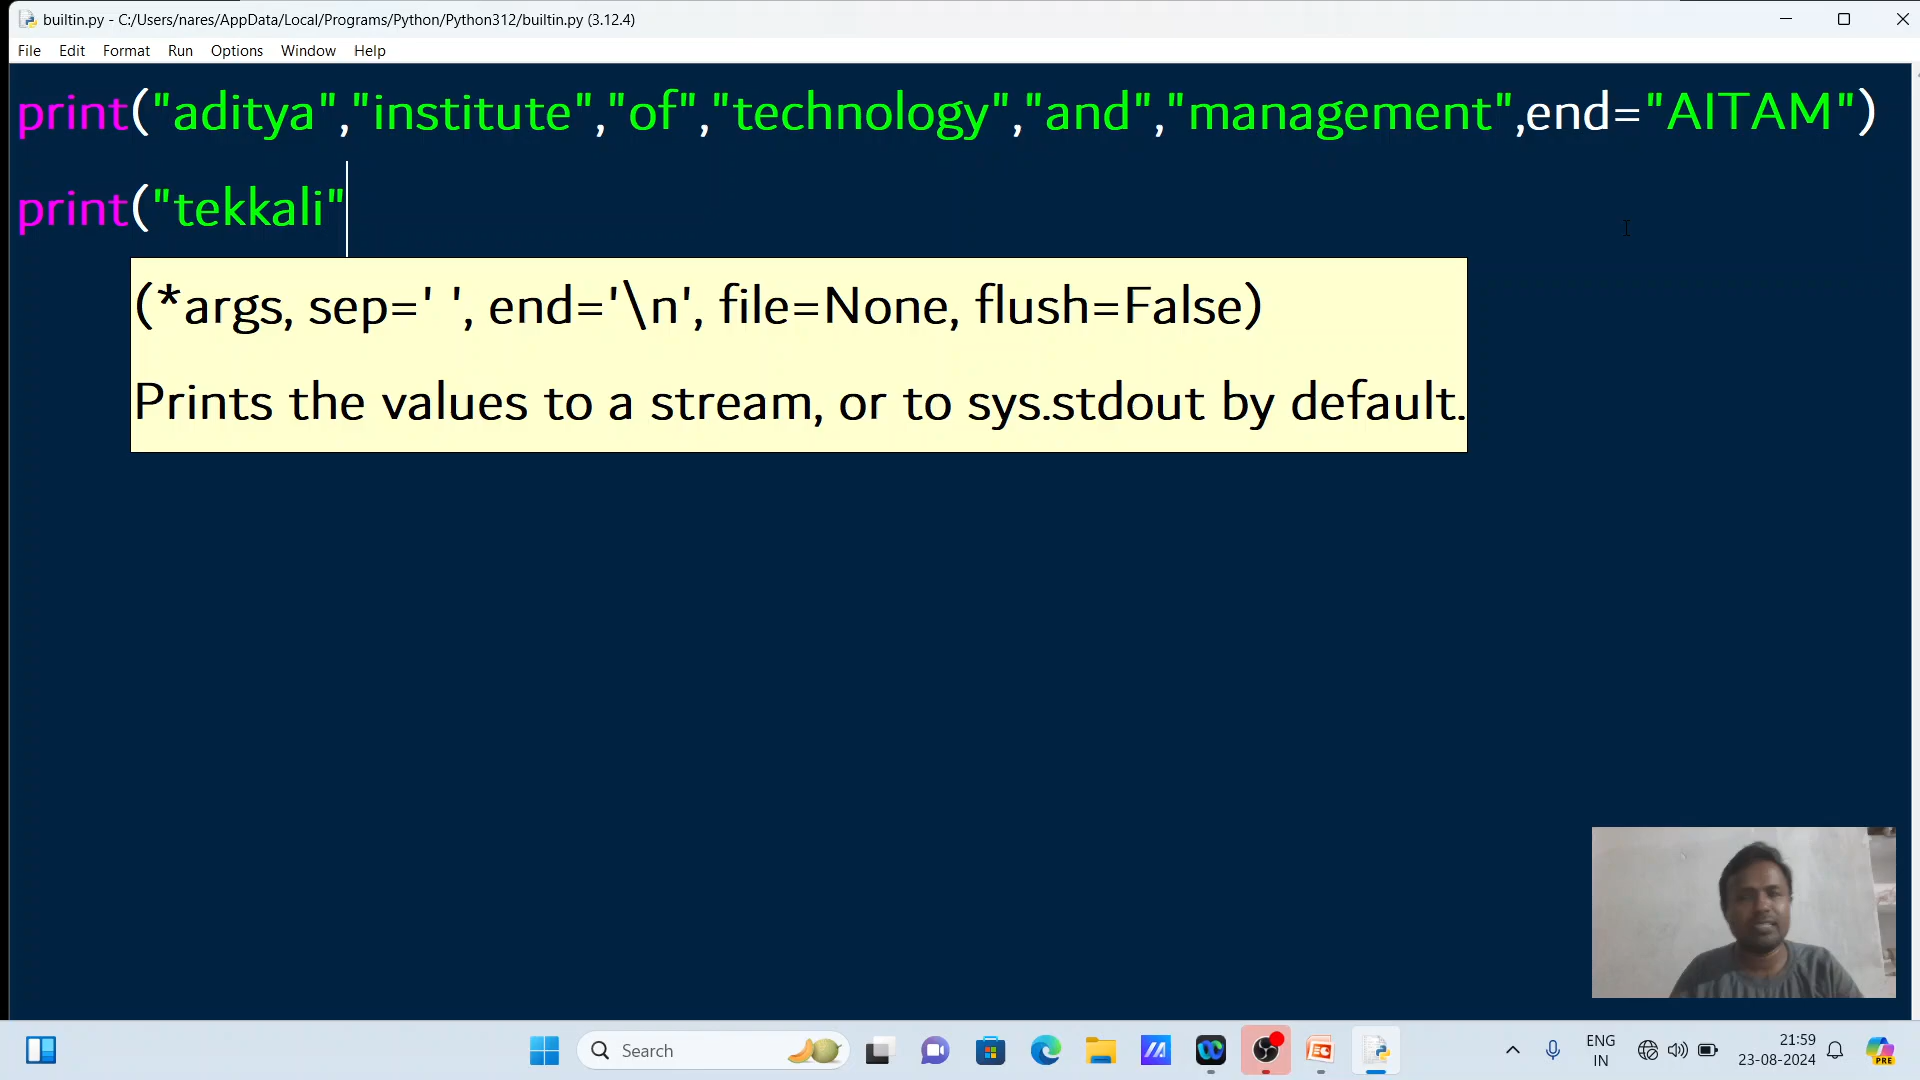 builtin.py - C:/Users/nares/AppData/Local/Programs/Python/Python312/builtin.py (3.12.4)
File Edit Format Run Options Window Help
print("aditya","institute","of","technology","and","management",end="AITAM")
print("tekkali"
(*args, sep=' ', end='\n', file=None, flush=False)
Prints the values to a stream, or to sys.stdout by default.
Search
ENG
IN
21:59
23-08-2024
PRE